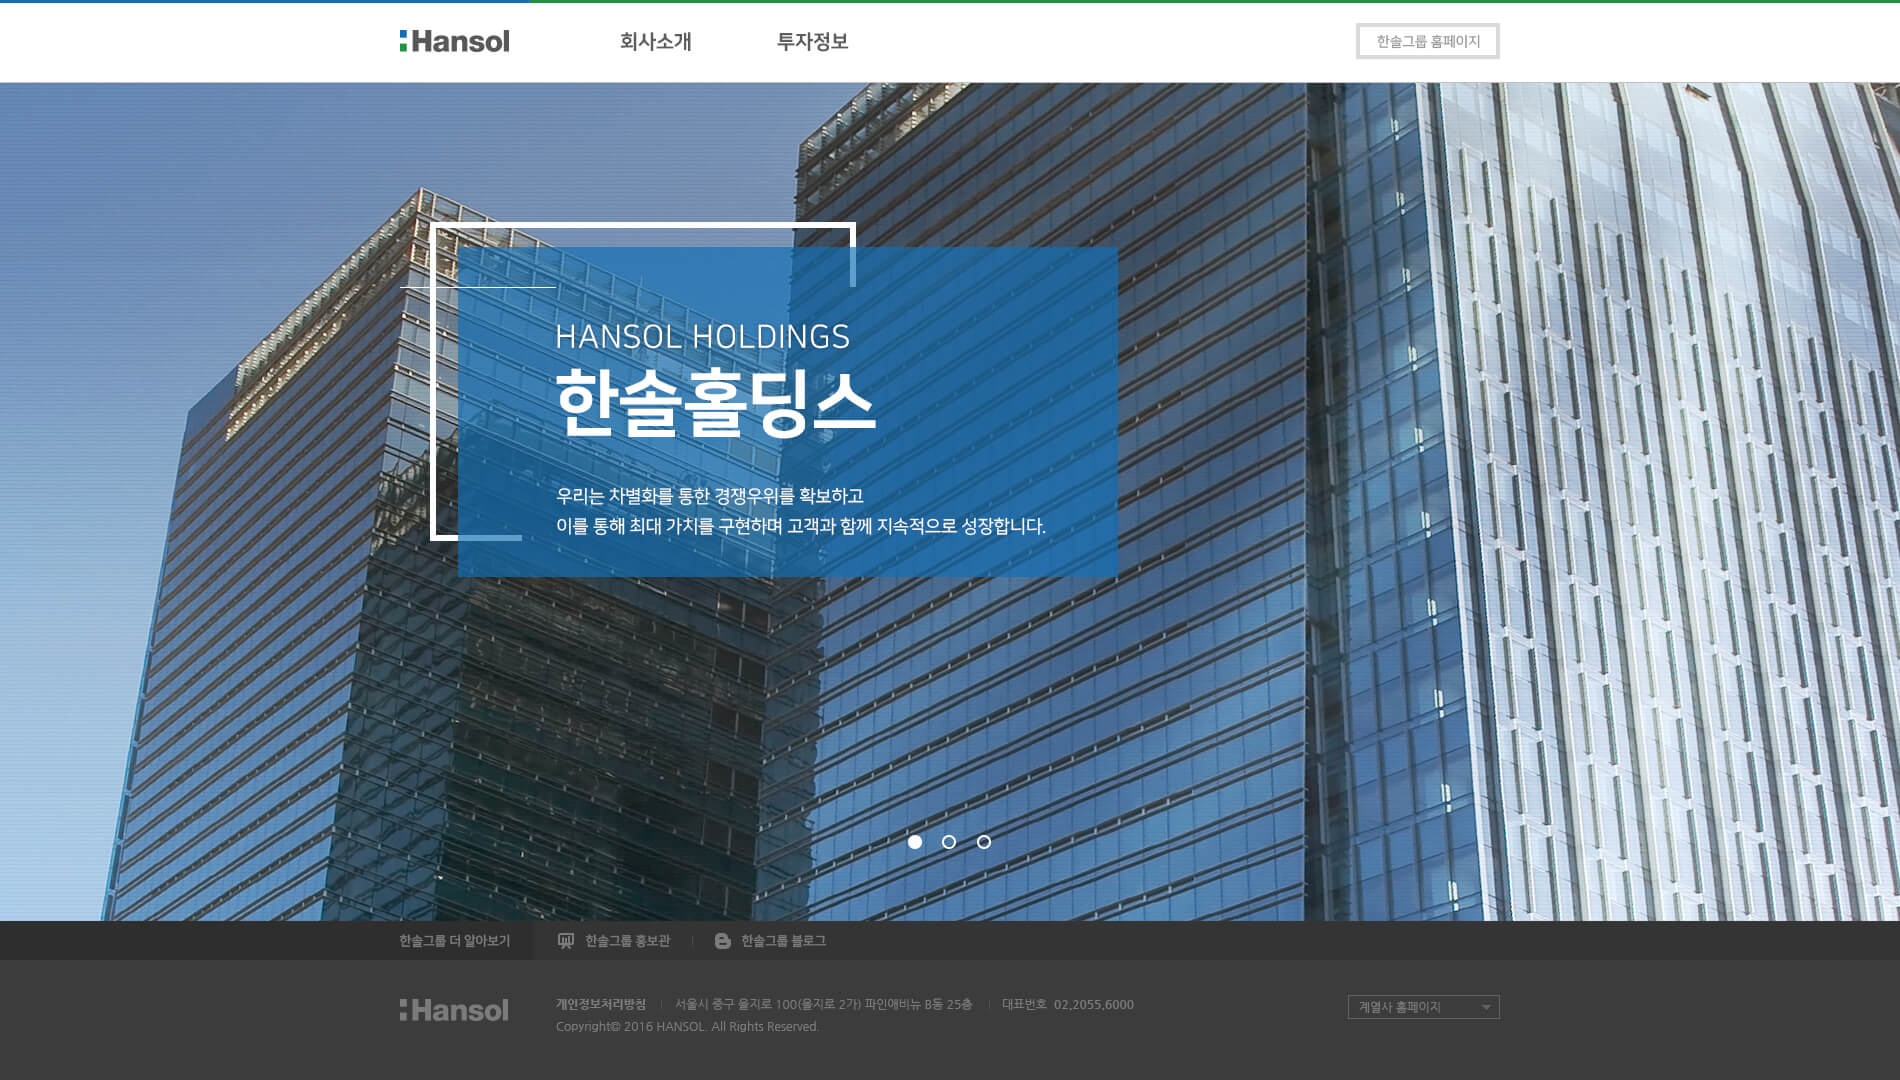 Hansol
회사소개
투자정보
한솔그룹 홈페이지
HANSOL HOLDINGS
한솔홀딩스
우리는 차별화를 통한 경쟁우위를 확보하고
이를 통해 최대 가치를 구현하며 고객과 함께 지속적으로 성장합니다.
한솔그룹 더 알아보기
한솔그룹 홍보관
한솔그룹 블로그
Hansol
개인정보처리방침 | 서울시 중구 을지로 100(을지로 2가) 파인애비뉴 B동 25층 | 대표번호 02.2055.6000
Copyright© 2016 HANSOL. All Rights Reserved.
계열사 홈페이지